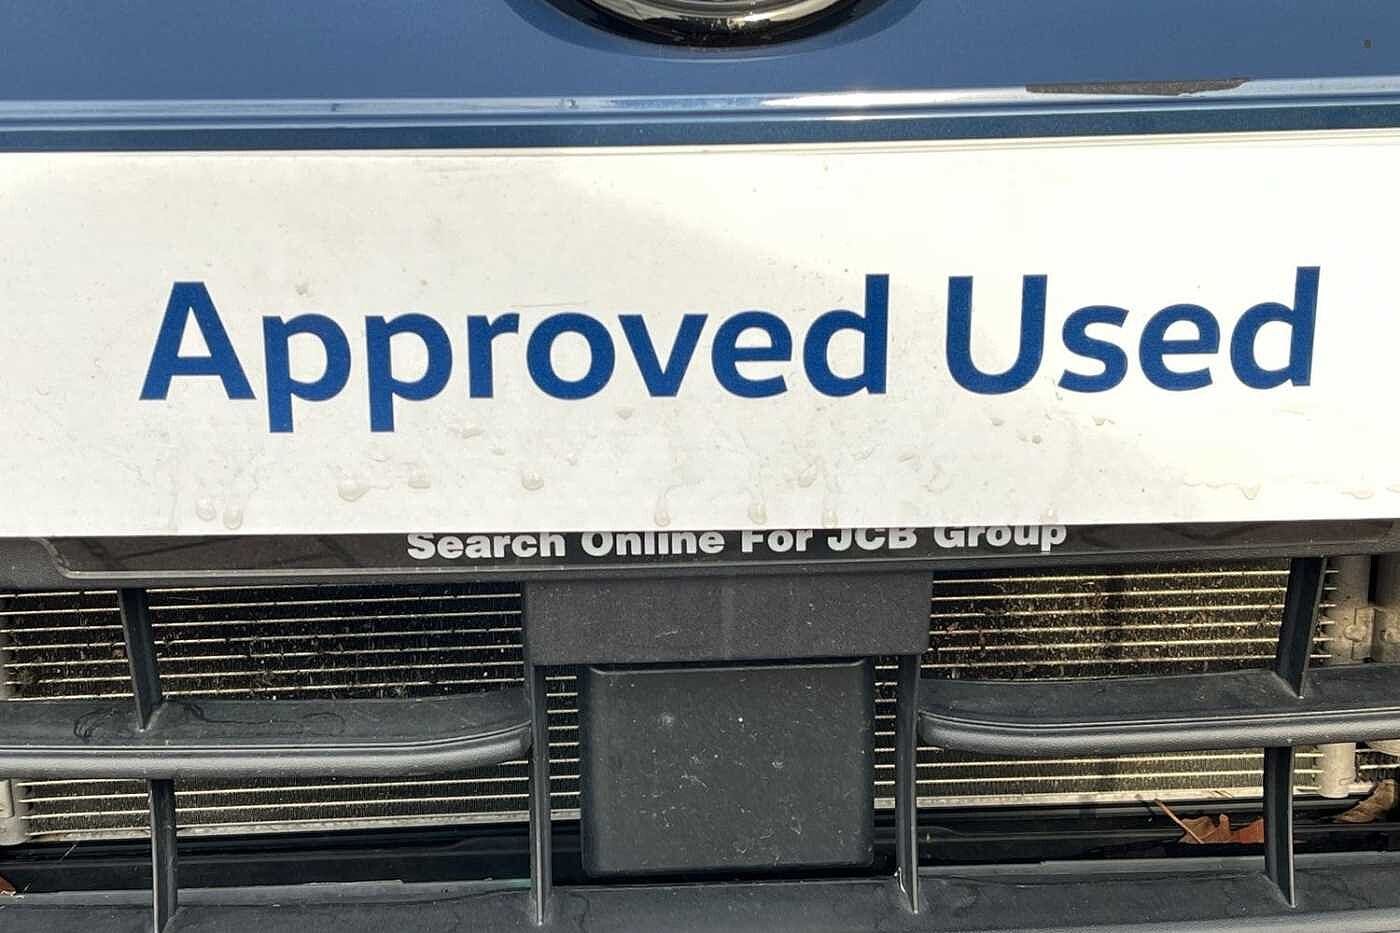 Approved Used
Search Online For JCB Group